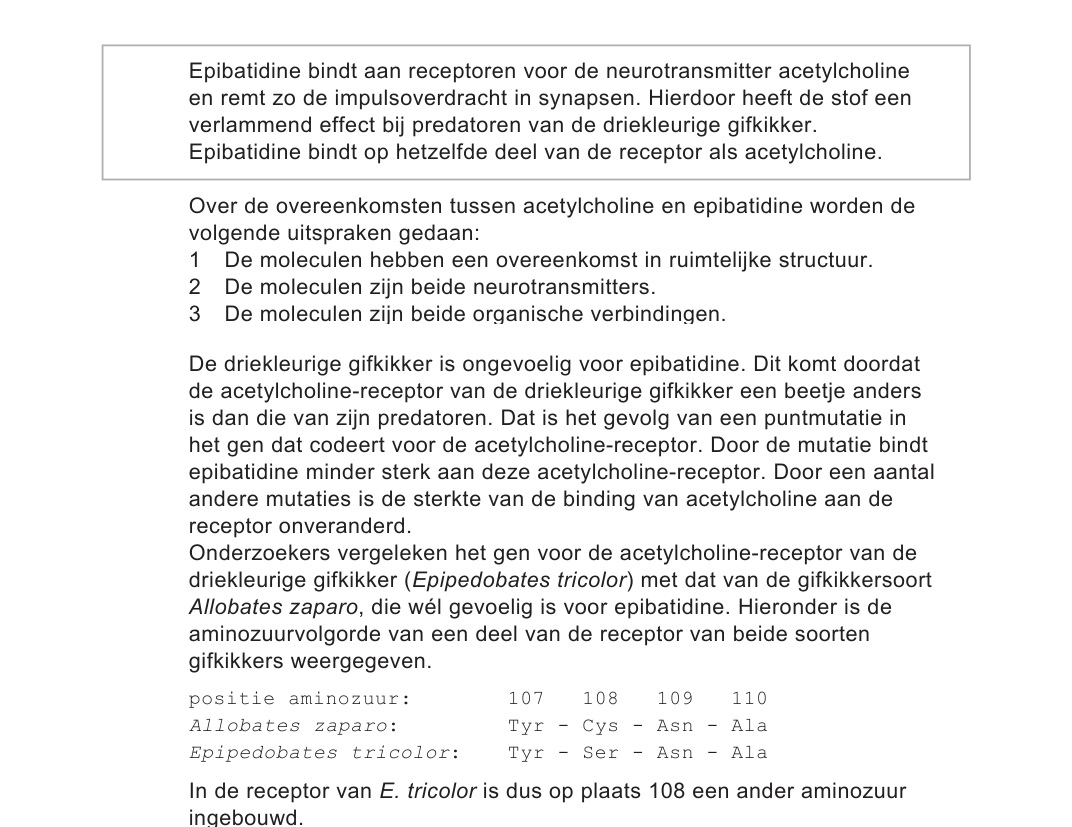 Epibatidine bindt aan receptoren voor de neurotransmitter acetylcholine
en remt zo de impulsoverdracht in synapsen. Hierdoor heeft de stof een
verlammend effect bij predatoren van de driekleurige gifkikker.
Epibatidine bindt op hetzelfde deel van de receptor als acetylcholine.
Over de overeenkomsten tussen acetylcholine en epibatidine worden de
volgende uitspraken gedaan:
1 De moleculen hebben een overeenkomst in ruimtelijke structuur.
2 De moleculen zijn beide neurotransmitters.
3 De moleculen zijn beide organische verbindingen.
De driekleurige gifkikker is ongevoelig voor epibatidine. Dit komt doordat
de acetylcholine-receptor van de driekleurige gifkikker een beetje anders
is dan die van zijn predatoren. Dat is het gevolg van een puntmutatie in
het gen dat codeert voor de acetylcholine-receptor. Door de mutatie bindt
epibatidine minder sterk aan deze acetylcholine-receptor. Door een aantal
andere mutaties is de sterkte van de binding van acetylcholine aan de
receptor onveranderd.
Onderzoekers vergeleken het gen voor de acetylcholine-receptor van de
driekleurige gifkikker (Epipedobates tricolor) met dat van de gifkikkersoort
Allobates zaparo, die wél gevoelig is voor epibatidine. Hieronder is de
aminozuurvolgorde van een deel van de receptor van beide soorten
gifkikkers weergegeven.
positie aminozuur: 107 108 109 110
Allobates zaparo: Tyr - Cys - Asn - Ala
Epipedobates tricolor: Tyr - Ser - Asn - Ala
In de receptor van E. tricolor is dus op plaats 108 een ander aminozuur
ingebouwd.